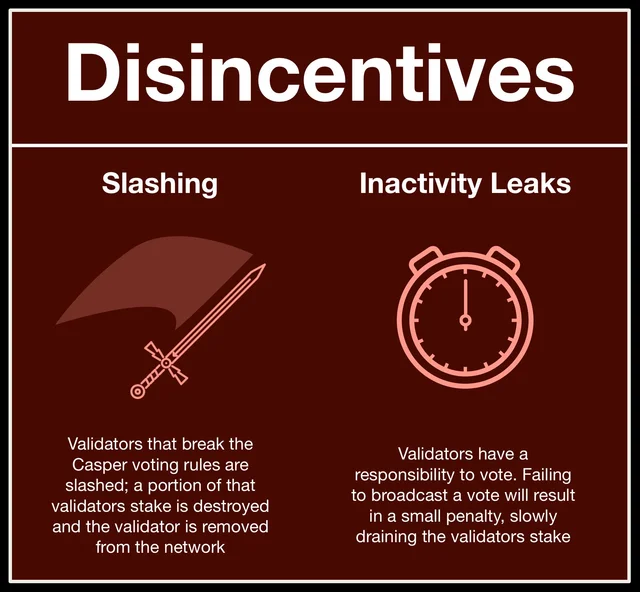 Disincentives
Slashing
Validators that break the
Casper voting rules are
slashed; a portion of that
validators stake is destroyed
and the validator is removed
from the network
Inactivity Leaks
Validators have a
responsibility to vote. Failing
to broadcast a vote will result
in a small penalty, slowly
draining the validators stake